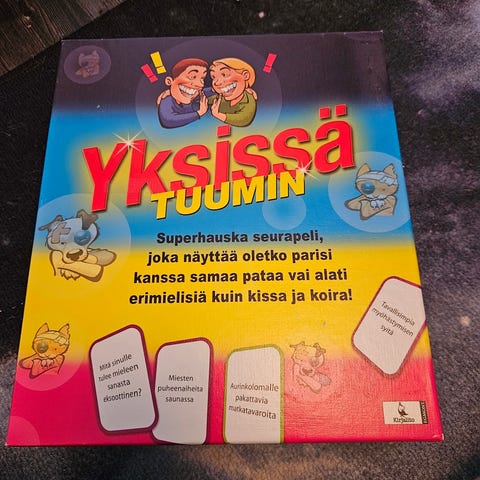 !! !!
Yksissä
TUUMIN
Superhauska seurapeli,
joka näyttää oletko parisi
kanssa samaa pataa vai alati
erimielisiä kuin kissa ja koira!
Mitä sinulle
tulee mieleen
sanasta
eksoottinen?
Miesten
puheenaiheita
saunassa
Aurinkolomalle
pakattavia
matkatavaroita
Tavallisimpia
myöhästymisen
syitä
Kirjalito